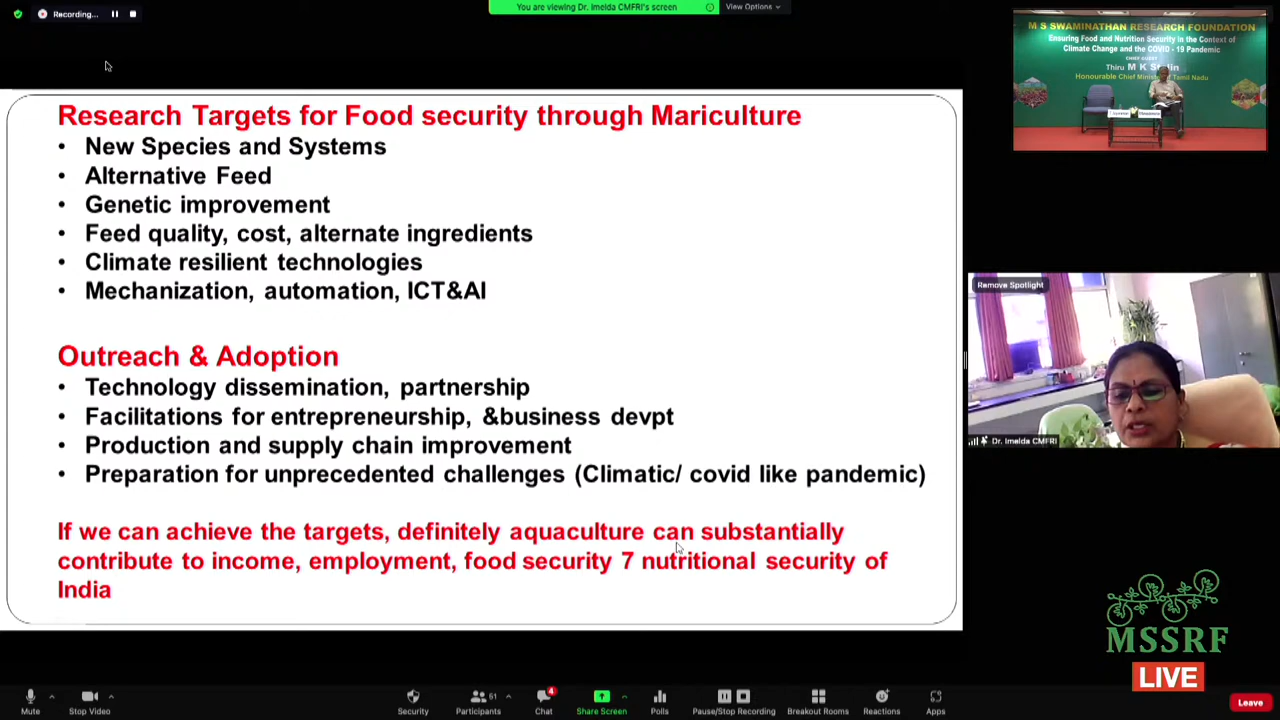 Recording...
You are viewing Dr. Imelda CMFRI's screen
View Options
M S SWAMINATHAN RESEARCH FOUNDATION
Ensuring Food and Nutrition Security in the Context of
Climate Change and the COVID - 19 Pandemic
CHIEF GUEST
Thiru M K Stalin
Honourable Chief Minister Tamil Nadu
Research Targets for Food security through Mariculture
• New Species and Systems
• Alternative Feed
• Genetic improvement
• Feed quality, cost, alternate ingredients
• Climate resilient technologies
• Mechanization, automation, ICT&AI
Outreach & Adoption
• Technology dissemination, partnership
• Facilitations for entrepreneurship, &business devpt
• Production and supply chain improvement
• Preparation for unprecedented challenges (Climatic/ covid like pandemic)
If we can achieve the targets, definitely aquaculture can substantially
contribute to income, employment, food security 7 nutritional security of
India
Remove Spotlight
Dr. Imelda CMFRI
MSSRF
LIVE
Mute
Stop Video
Security
51
Participants
4
Chat
Share Screen
Polls
Pause/Stop Recording
Breakout Rooms
Reactions
Apps
Leave